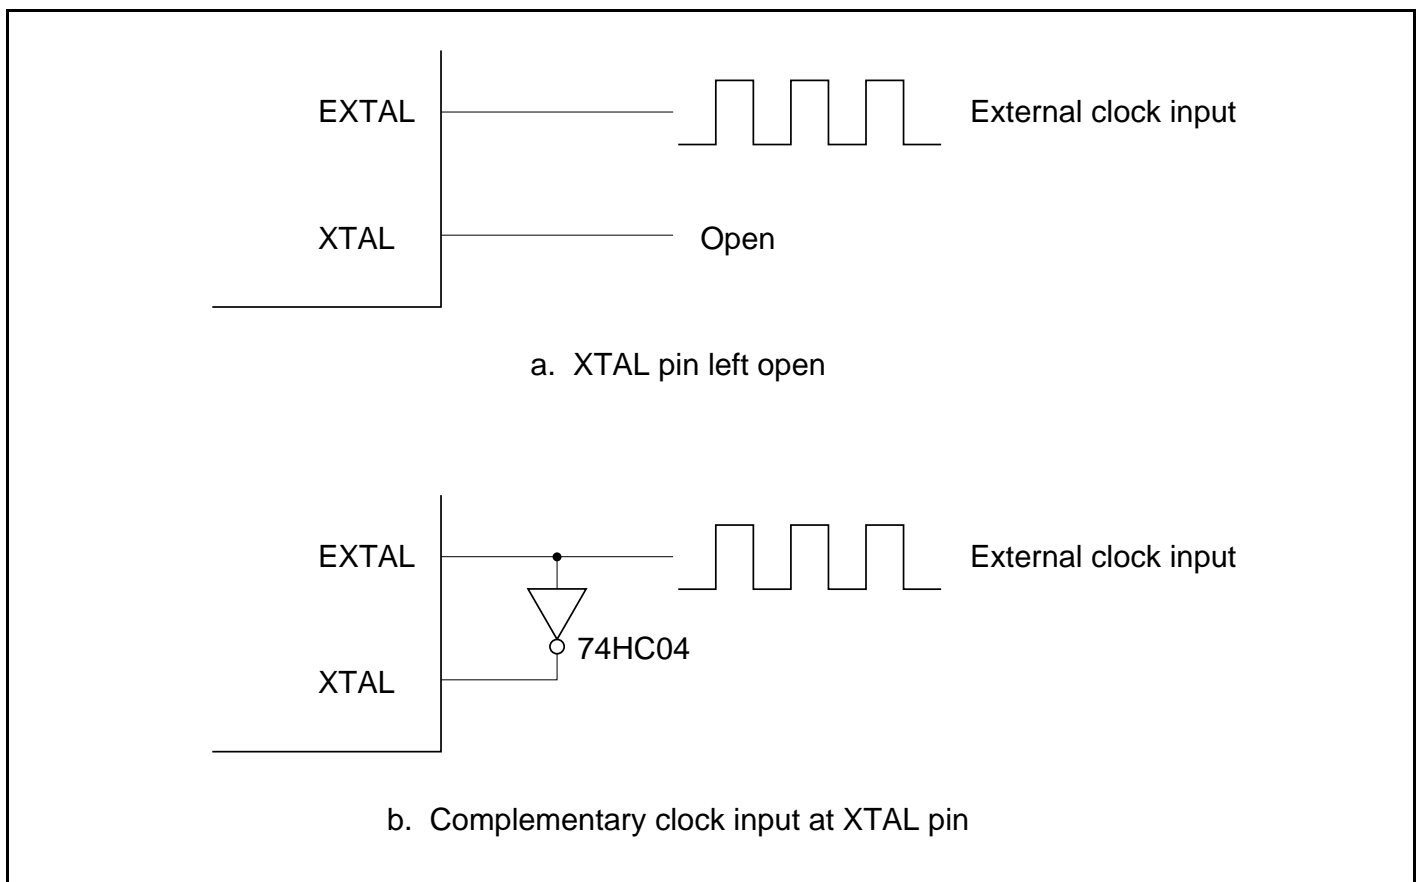 EXTAL
External clock input
XTAL
Open
a. XTAL pin left open
EXTAL
External clock input
74HC04
XTAL
b. Complementary clock input at XTAL pin